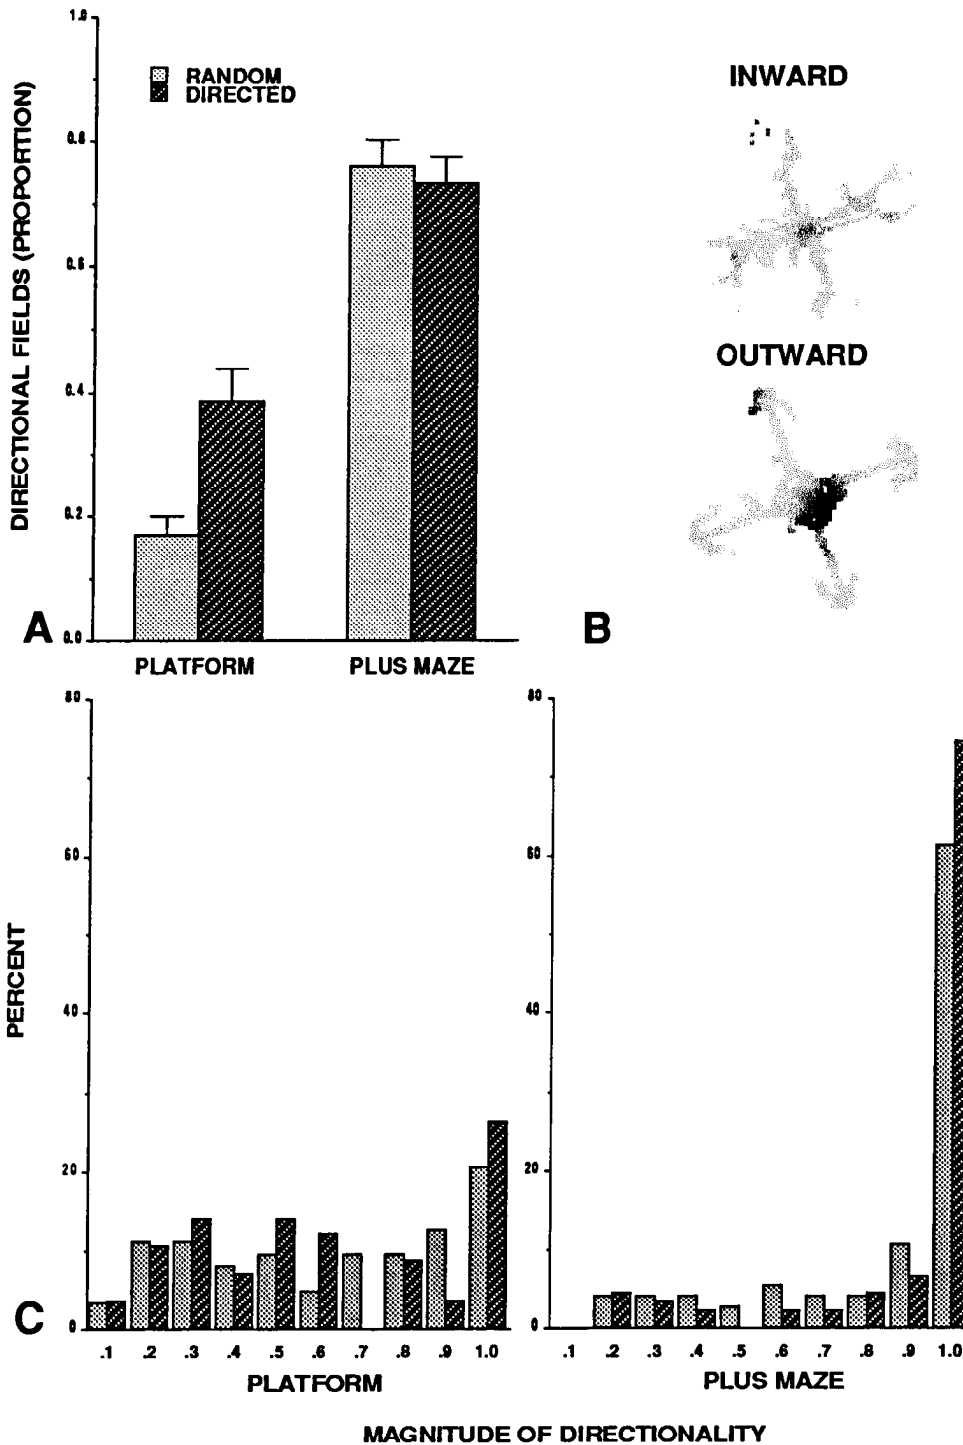 DIRECTIONAL FIELDS (PROPORTION)
1.0
0.8
0.6
0.4
0.2
0.0
RANDOM
DIRECTED
PLATFORM
PLUS MAZE
A
INWARD
OUTWARD
B
PERCENT
80
60
40
20
0
.1 .2 .3 .4 .5 .6 .7 .8 .9 1.0
PLATFORM
C
80
60
40
20
0
.1 .2 .3 .4 .5 .6 .7 .8 .9 1.0
PLUS MAZE
MAGNITUDE OF DIRECTIONALITY